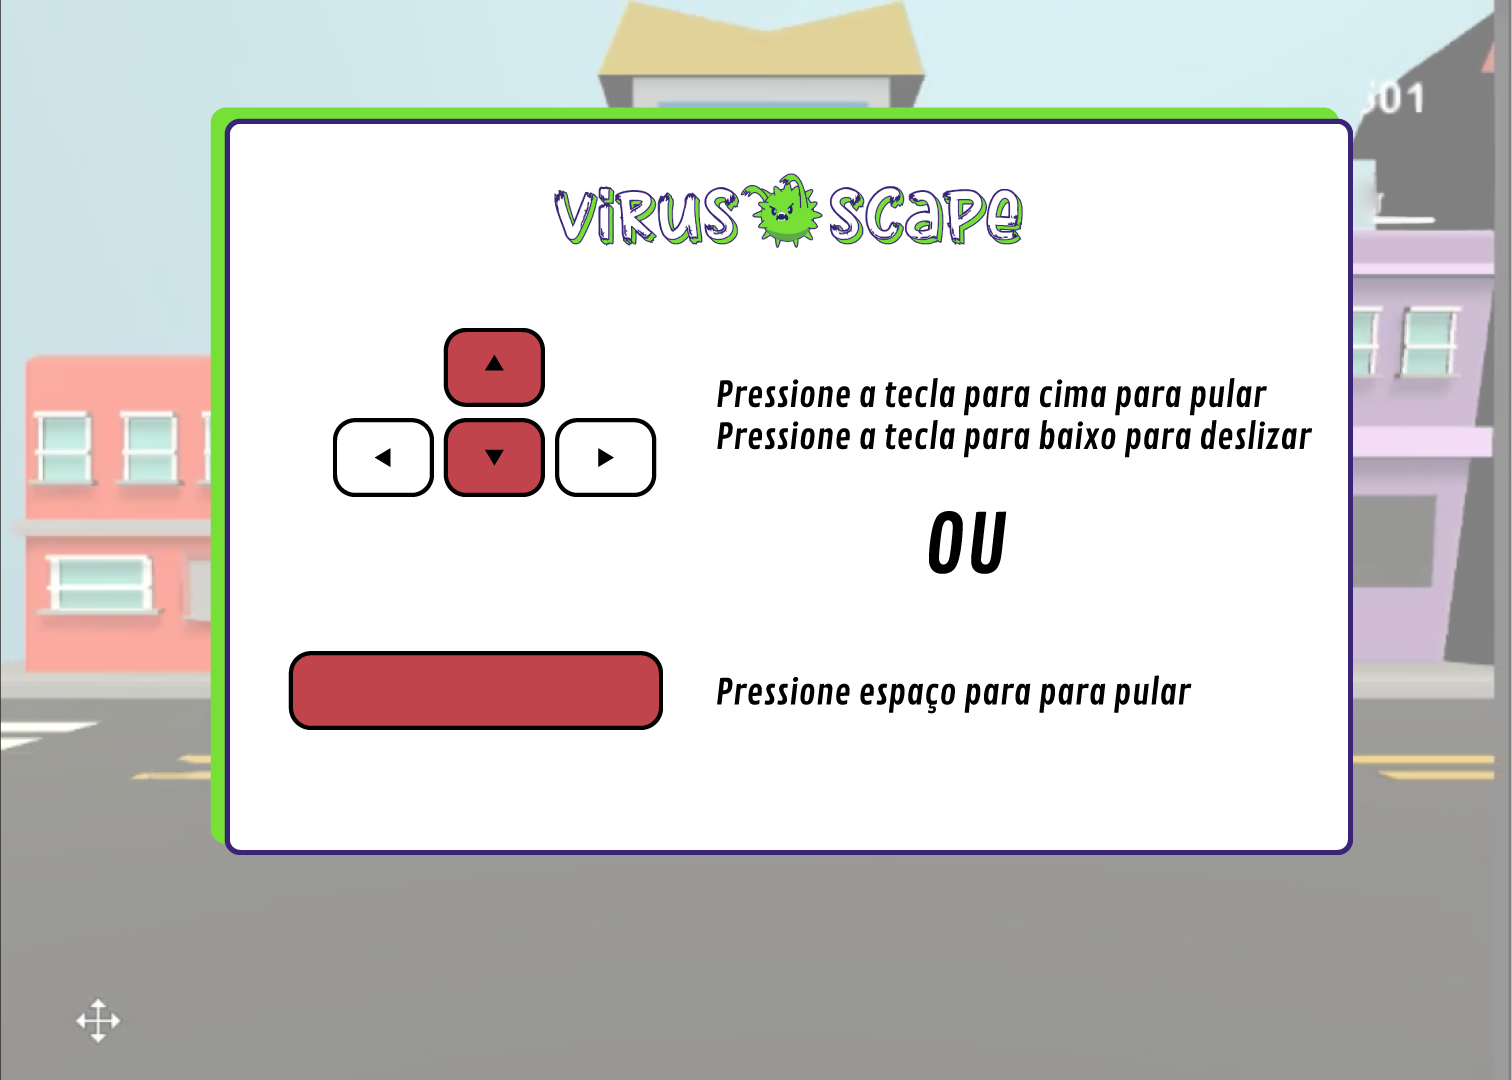 VIRUS SCAPE
Pressione a tecla para cima para pular
Pressione a tecla para baixo para deslizar
OU
Pressione espaço para para pular